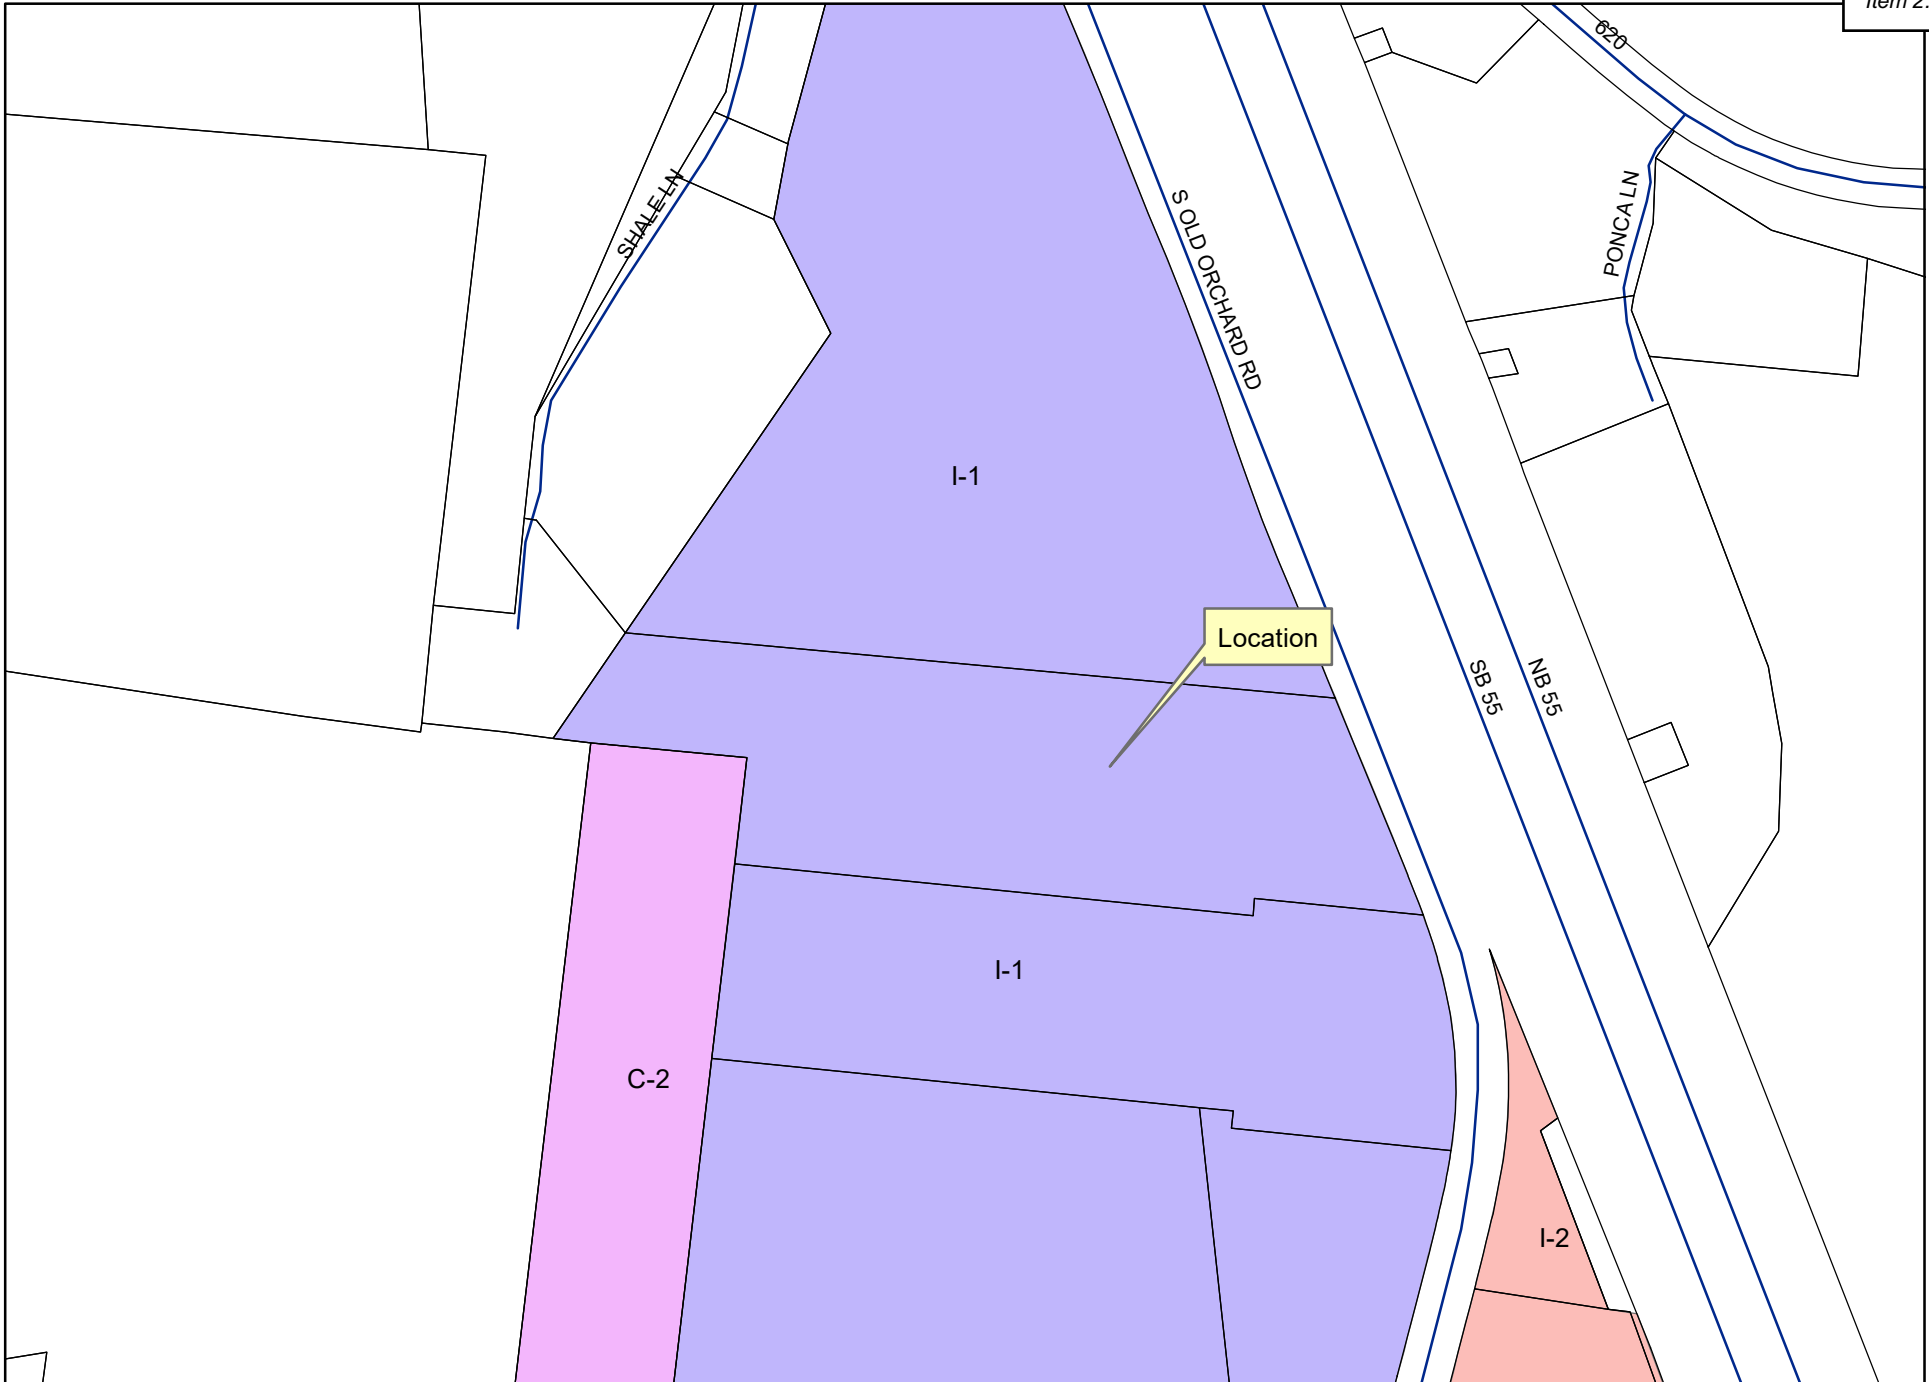 Item 2.
620
SHALE LN
PONCA LN
S OLD ORCHARD RD
I-1
Location
SB 55
NB 55
I-1
C-2
I-2